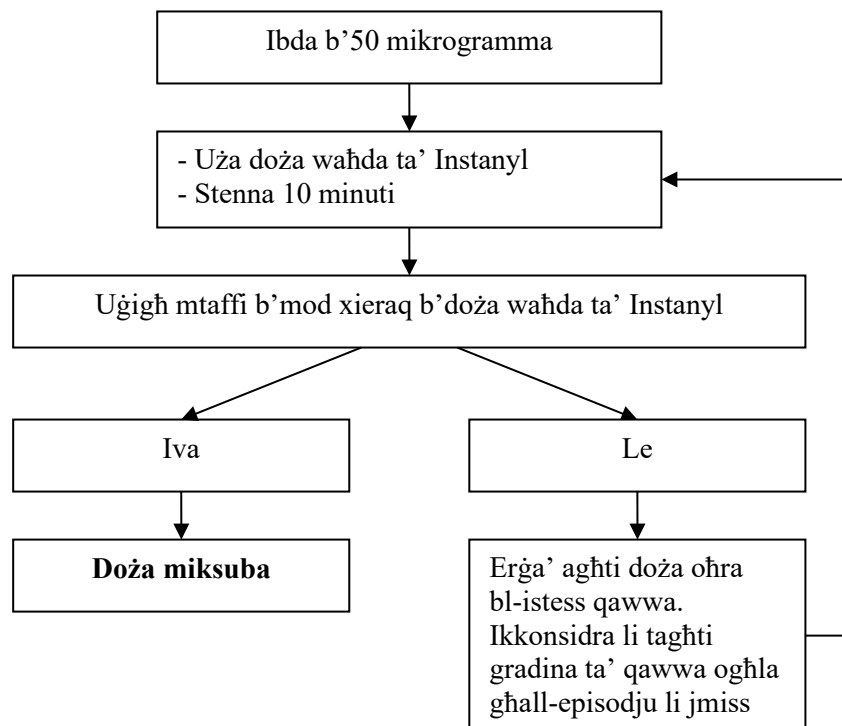 Ibda b’50 mikrogramma
- Uża doża waħda ta’ Instanyl
- Stenna 10 minuti
Uġigħ mtaffi b’mod xieraq b’doża waħda ta’ Instanyl
Iva
Le
Doża miksuba
Erġa’ agħti doża oħra
bl-istess qawwa.
Ikkonsidra li tagħti
gradina ta’ qawwa ogħla
għall-episodju li jmiss